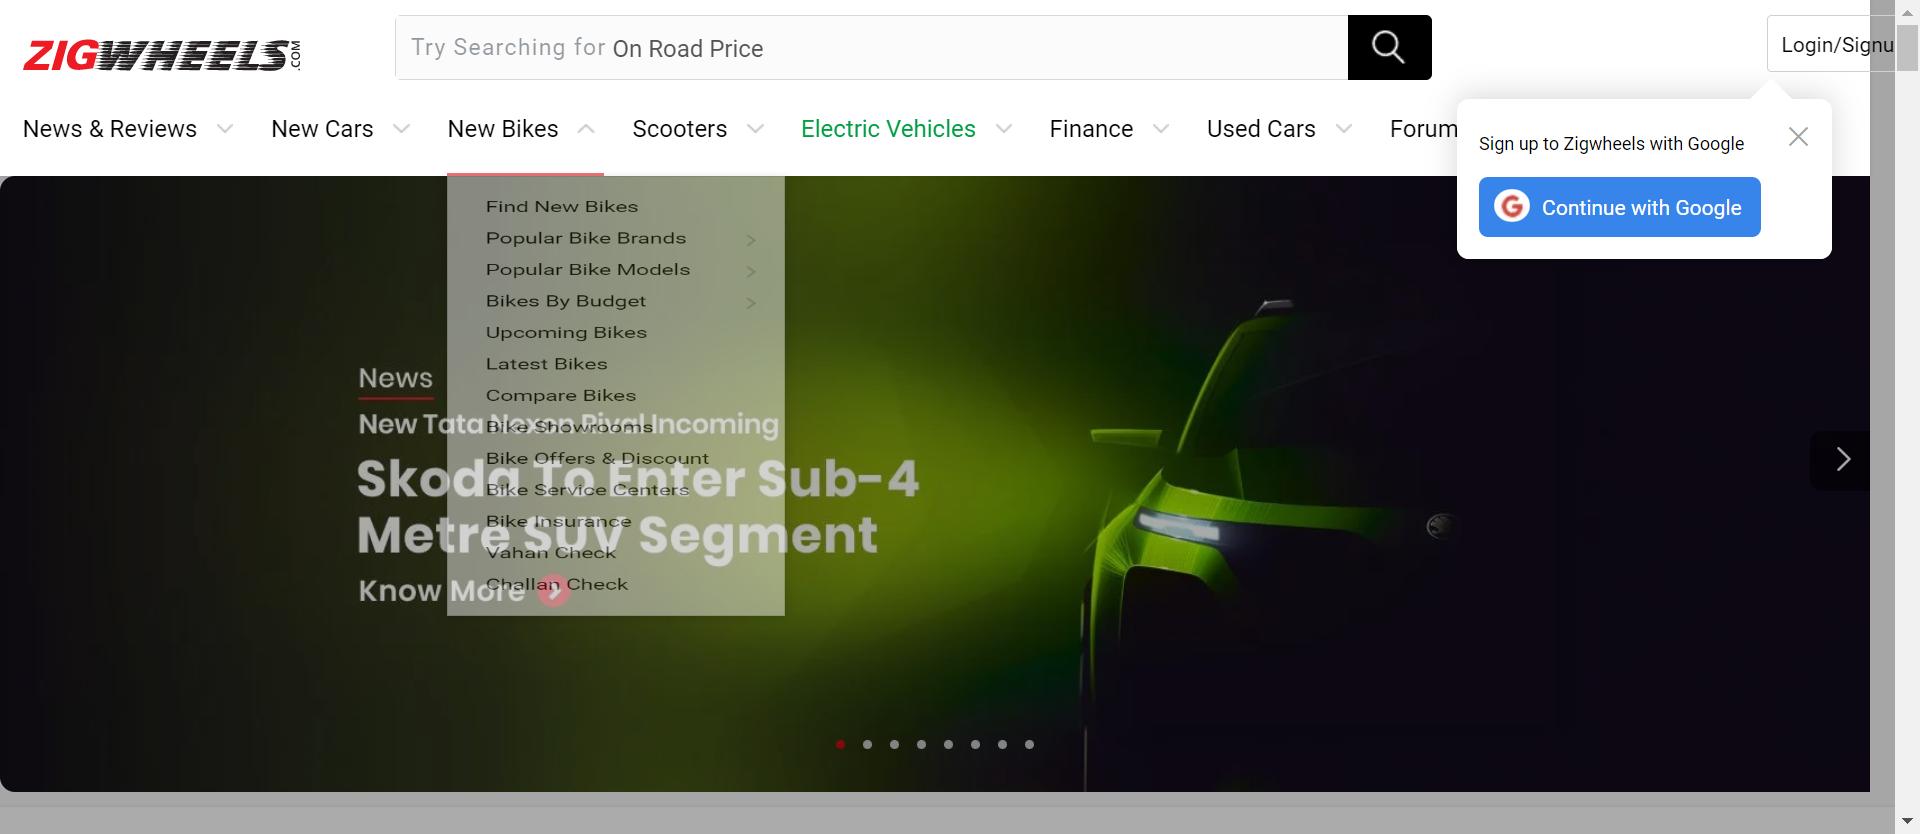 ZIGWHEELS.COM
Try Searching for On Road Price
Login/Signu
News & Reviews
New Cars
New Bikes
Scooters
Electric Vehicles
Finance
Used Cars
Forum
Sign up to Zigwheels with Google
Continue with Google
Find New Bikes
Popular Bike Brands
Popular Bike Models
Bikes By Budget
Upcoming Bikes
Latest Bikes
Compare Bikes
Bike Showrooms
Bike Offers & Discount
Bike Service Centers
Bike Insurance
Vahan Check
Challan Check
News
New Tata Nexon Rival Incoming
Skoda To Enter Sub-4
Metre SUV Segment
Know More